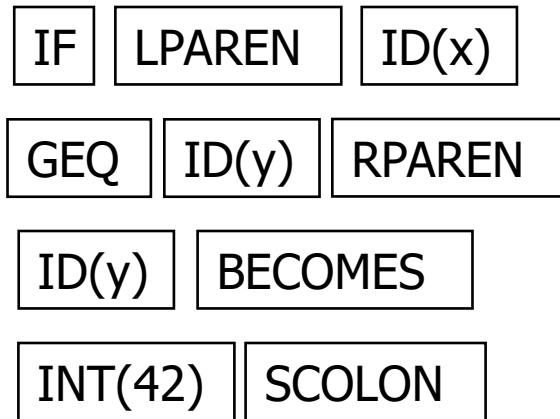 IF LPAREN ID(x)
GEQ ID(y) RPAREN
ID(y) BECOMES
INT(42) SCOLON